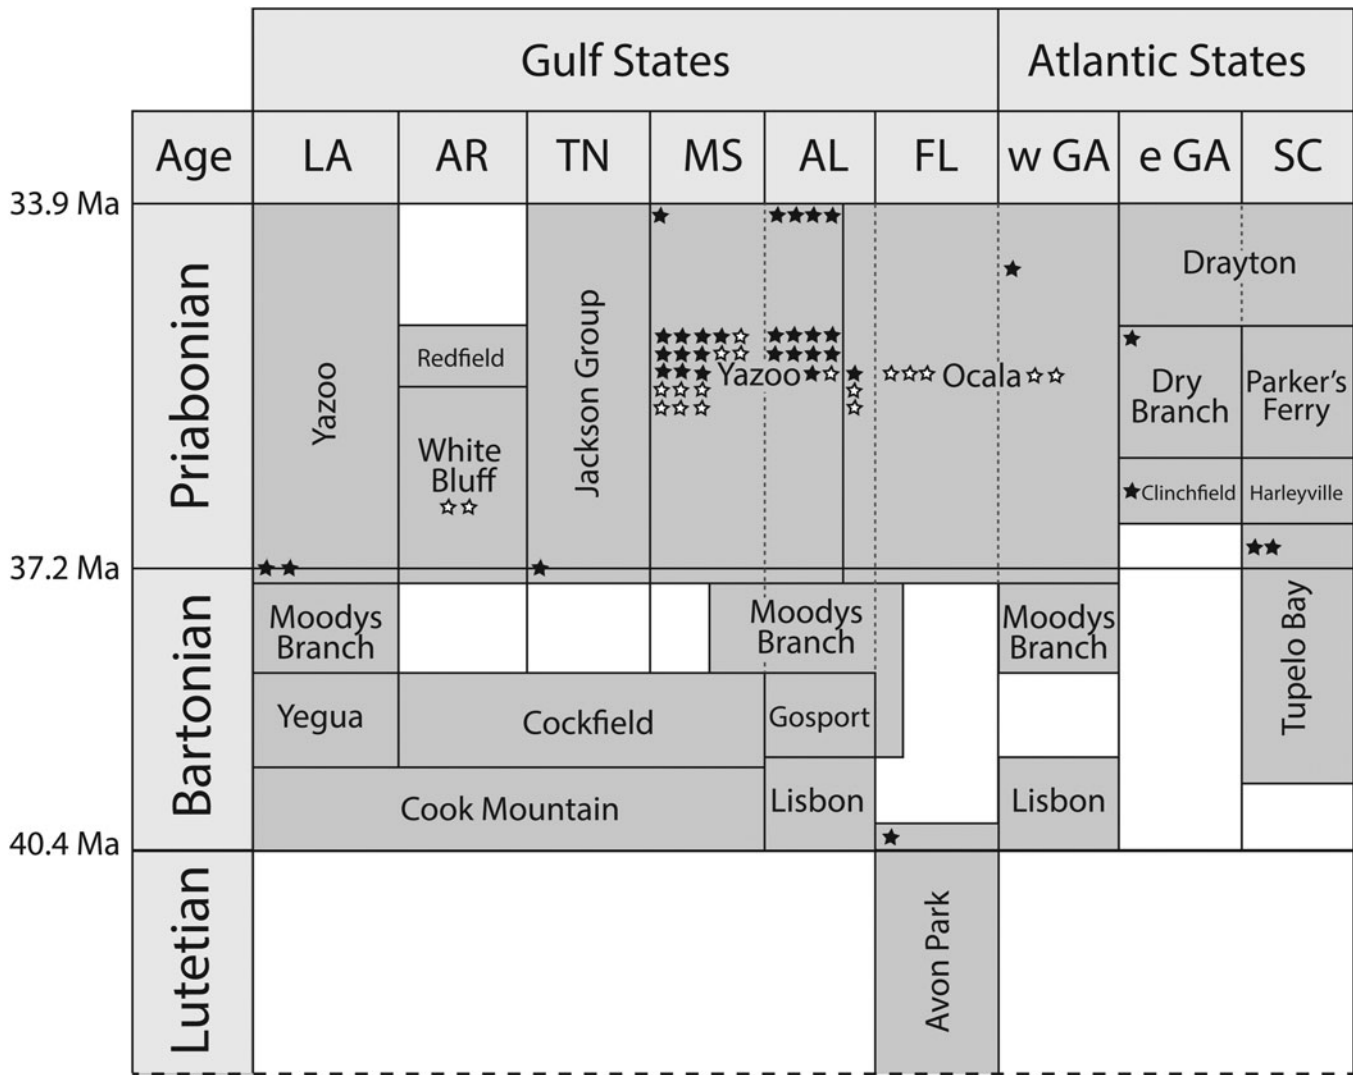 Gulf States
Atlantic States
Age
LA
AR
TN
MS
AL
FL
w GA
e GA
SC
33.9 Ma
Priabonian
Yazoo
Redfield
White
Bluff
Jackson Group
Yazoo
Ocala
Drayton
Dry
Branch
Parker's
Ferry
Clinchfield
Harleyville
37.2 Ma
Bartonian
Moodys
Branch
Moodys
Branch
Moodys
Branch
Tupelo Bay
Yegua
Cockfield
Gosport
Cook Mountain
Lisbon
Lisbon
40.4 Ma
Lutetian
Avon Park